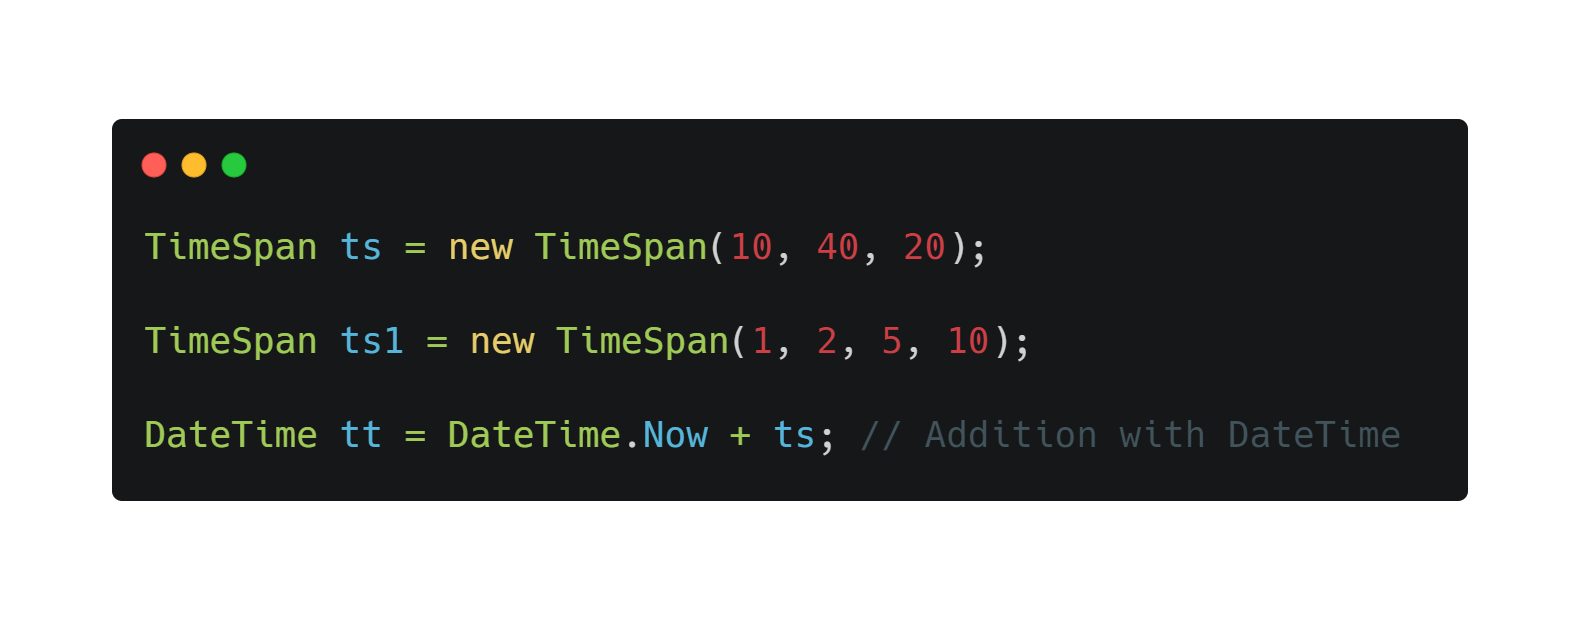 TimeSpan ts = new TimeSpan(10, 40, 20);
TimeSpan ts1 = new TimeSpan(1, 2, 5, 10);
DateTime tt = DateTime.Now + ts; // Addition with DateTime